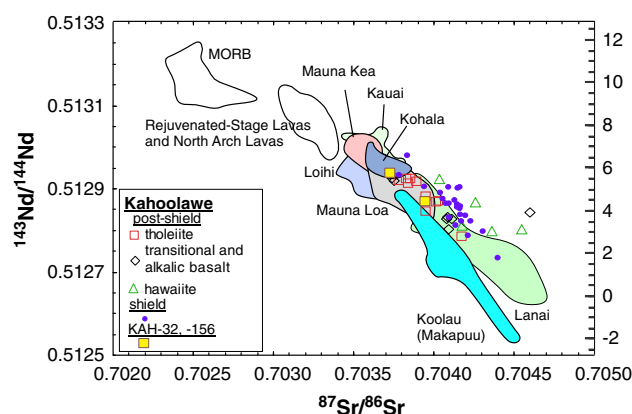 MORB
Mauna Kea
Kauai
Kohala
Rejuvenated-Stage Lavas
and North Arch Lavas
Loihi
Mauna Loa
Lanai
Koolau
(Makapuu)
Kahoolawe
post-shield
tholeiite
transitional and
alkalic basalt
hawaiite
shield
KAH-32, -156
0.5133
0.5131
0.5129
0.5127
0.5125
143Nd/144Nd
12
10
8
6
4
2
0
-2
0.7020 0.7025 0.7030 0.7035 0.7040 0.7045 0.7050
87Sr/86Sr